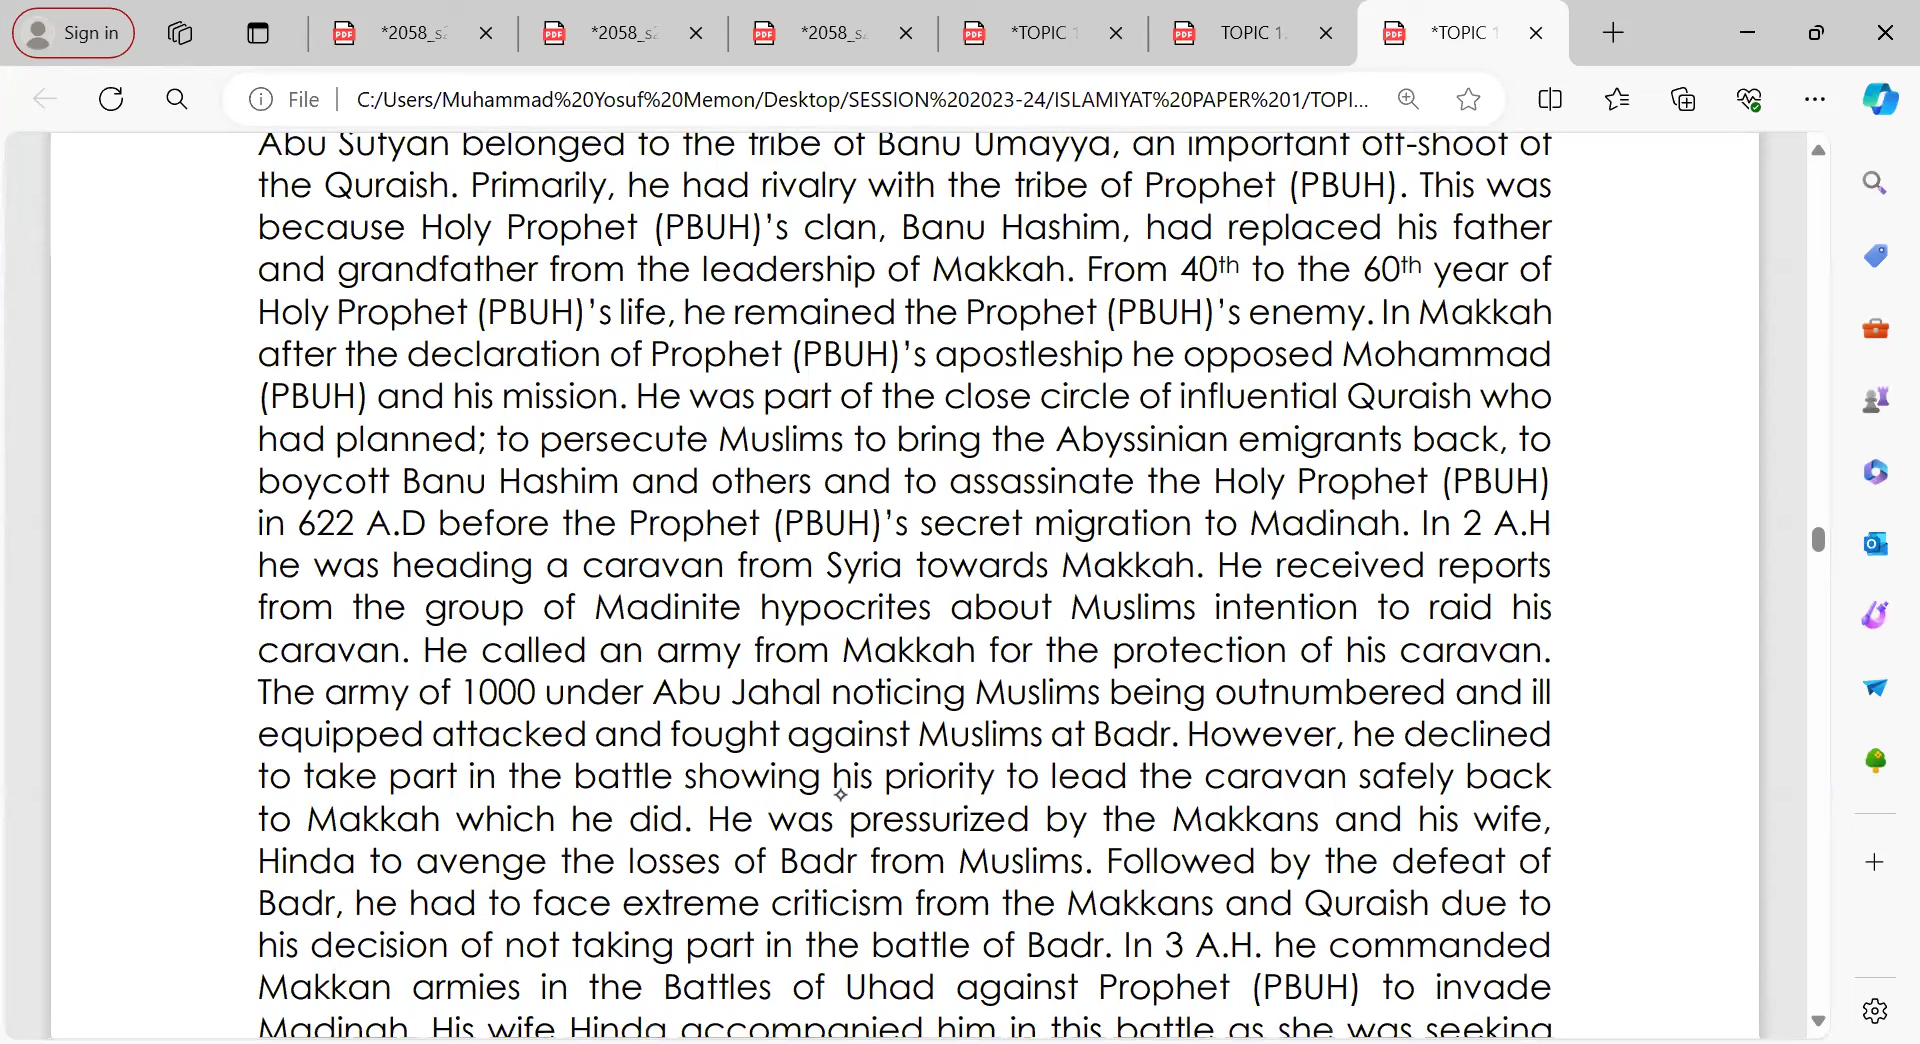 Sign in
*2058_s2
*2058_s2
*2058_s
*TOPIC 1
TOPIC 1.
*TOPIC 1
File
C:/Users/Muhammad%20Yosuf%20Memon/Desktop/SESSION%202023-24/ISLAMIYAT%20PAPER%201/TOPI...
Abu Sufyan belonged to the tribe of Banu Umayya, an important off-shoot of
the Quraish. Primarily, he had rivalry with the tribe of Prophet (PBUH). This was
because Holy Prophet (PBUH)'s clan, Banu Hashim, had replaced his father
and grandfather from the leadership of Makkah. From 40th to the 60th year of
Holy Prophet (PBUH)'s life, he remained the Prophet (PBUH)'s enemy. In Makkah
after the declaration of Prophet (PBUH)'s apostleship he opposed Mohammad
(PBUH) and his mission. He was part of the close circle of influential Quraish who
had planned; to persecute Muslims to bring the Abyssinian emigrants back, to
boycott Banu Hashim and others and to assassinate the Holy Prophet (PBUH)
in 622 A.D before the Prophet (PBUH)'s secret migration to Madinah. In 2 A.H
he was heading a caravan from Syria towards Makkah. He received reports
from the group of Madinite hypocrites about Muslims intention to raid his
caravan. He called an army from Makkah for the protection of his caravan.
The army of 1000 under Abu Jahal noticing Muslims being outnumbered and ill
equipped attacked and fought against Muslims at Badr. However, he declined
to take part in the battle showing his priority to lead the caravan safely back
to Makkah which he did. He was pressurized by the Makkans and his wife,
Hinda to avenge the losses of Badr from Muslims. Followed by the defeat of
Badr, he had to face extreme criticism from the Makkans and Quraish due to
his decision of not taking part in the battle of Badr. In 3 A.H. he commanded
Makkan armies in the Battles of Uhad against Prophet (PBUH) to invade
Madinah. His wife Hinda accompanied him in this battle as she was seeking